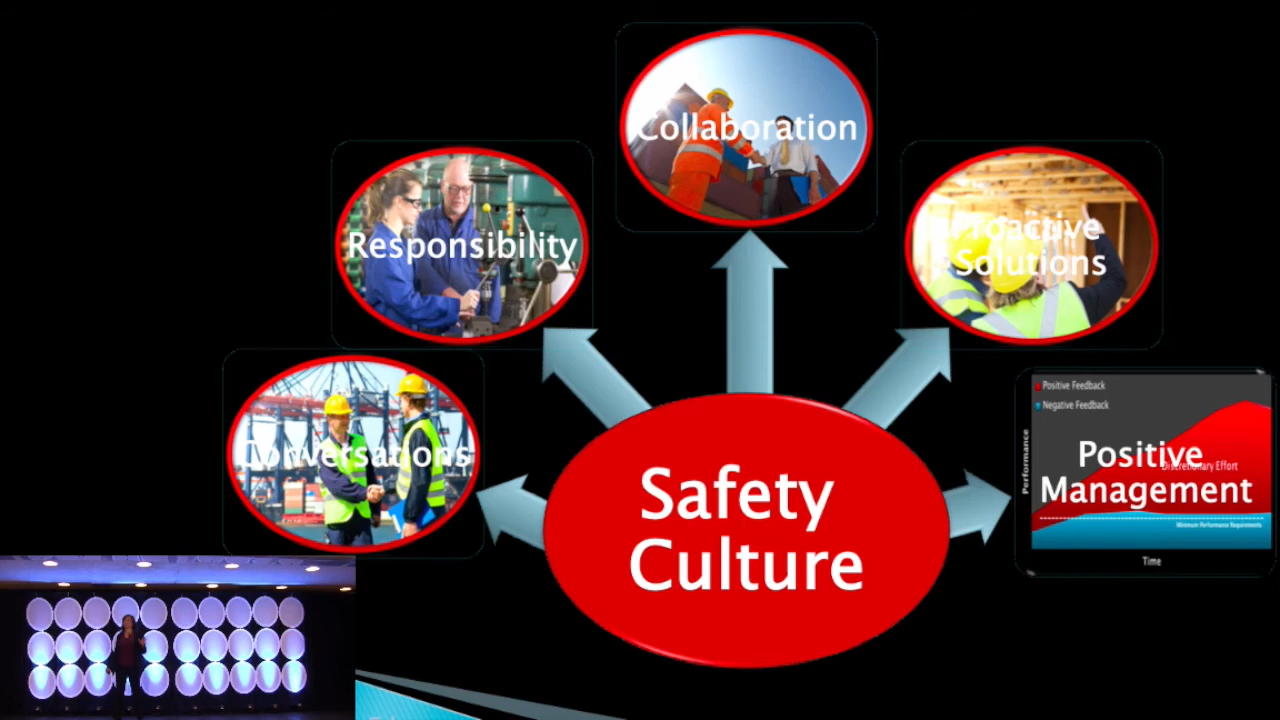 Collaboration
Responsibility
Proactive
Solutions
Conversations
Positive Feedback
Negative Feedback
Performance
Positive
Management
Discretionary Effort
Minimum Performance Requirements
Time
Safety
Culture